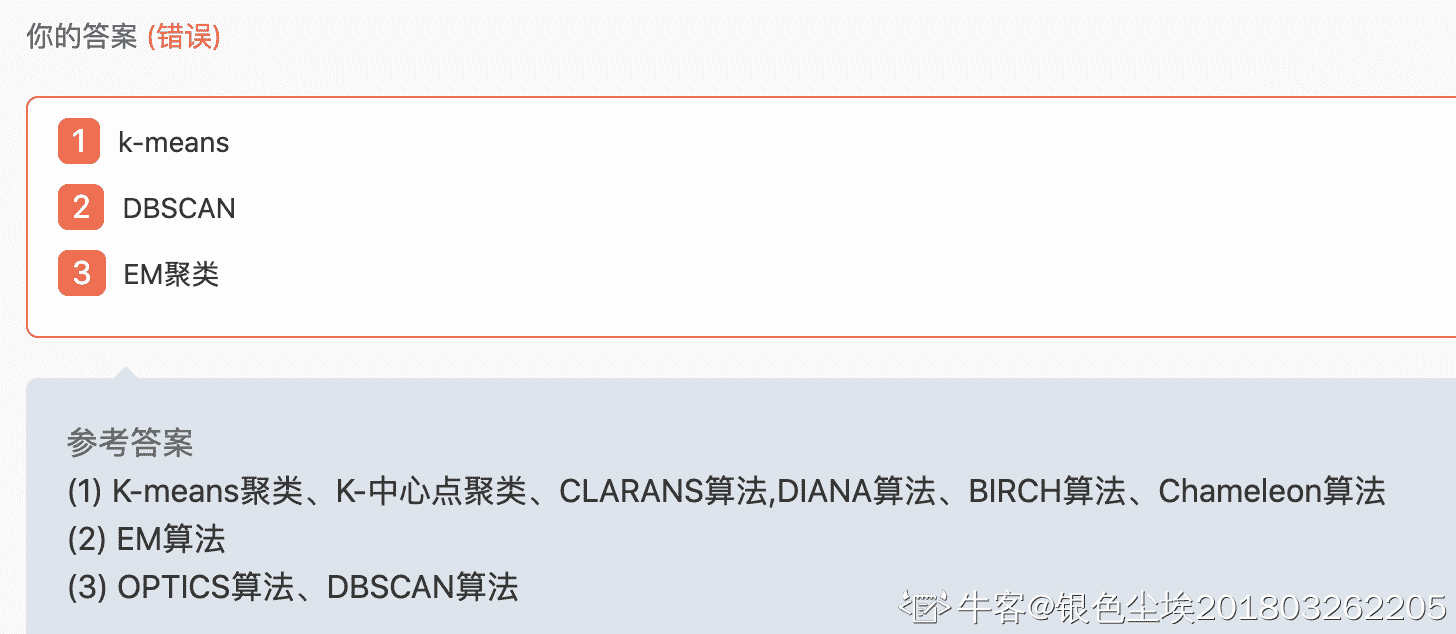 你的答案 (错误)
1 k-means
2 DBSCAN
3 EM聚类
参考答案
(1) K-means聚类、K-中心点聚类、CLARANS算法,DIANA算法、BIRCH算法、Chameleon算法
(2) EM算法
(3) OPTICS算法、DBSCAN算法
牛客@银色尘埃201803262205